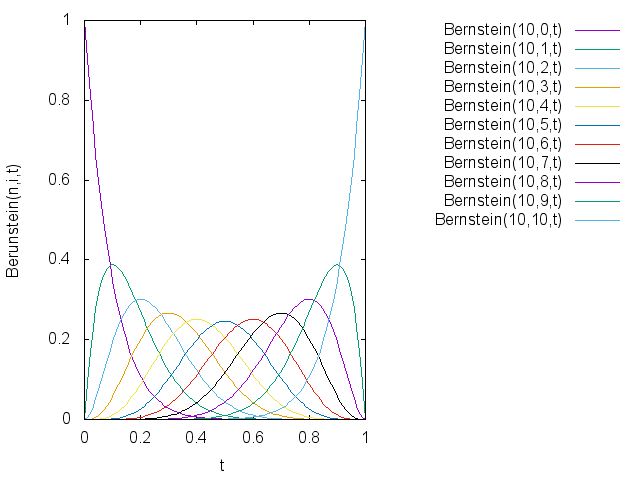 1
0.8
0.6
0.4
0.2
0
0 0.2 0.4 0.6 0.8 1
t
Berunstein(n,i,t)
Bernstein(10,0,t)
Bernstein(10,1,t)
Bernstein(10,2,t)
Bernstein(10,3,t)
Bernstein(10,4,t)
Bernstein(10,5,t)
Bernstein(10,6,t)
Bernstein(10,7,t)
Bernstein(10,8,t)
Bernstein(10,9,t)
Bernstein(10,10,t)